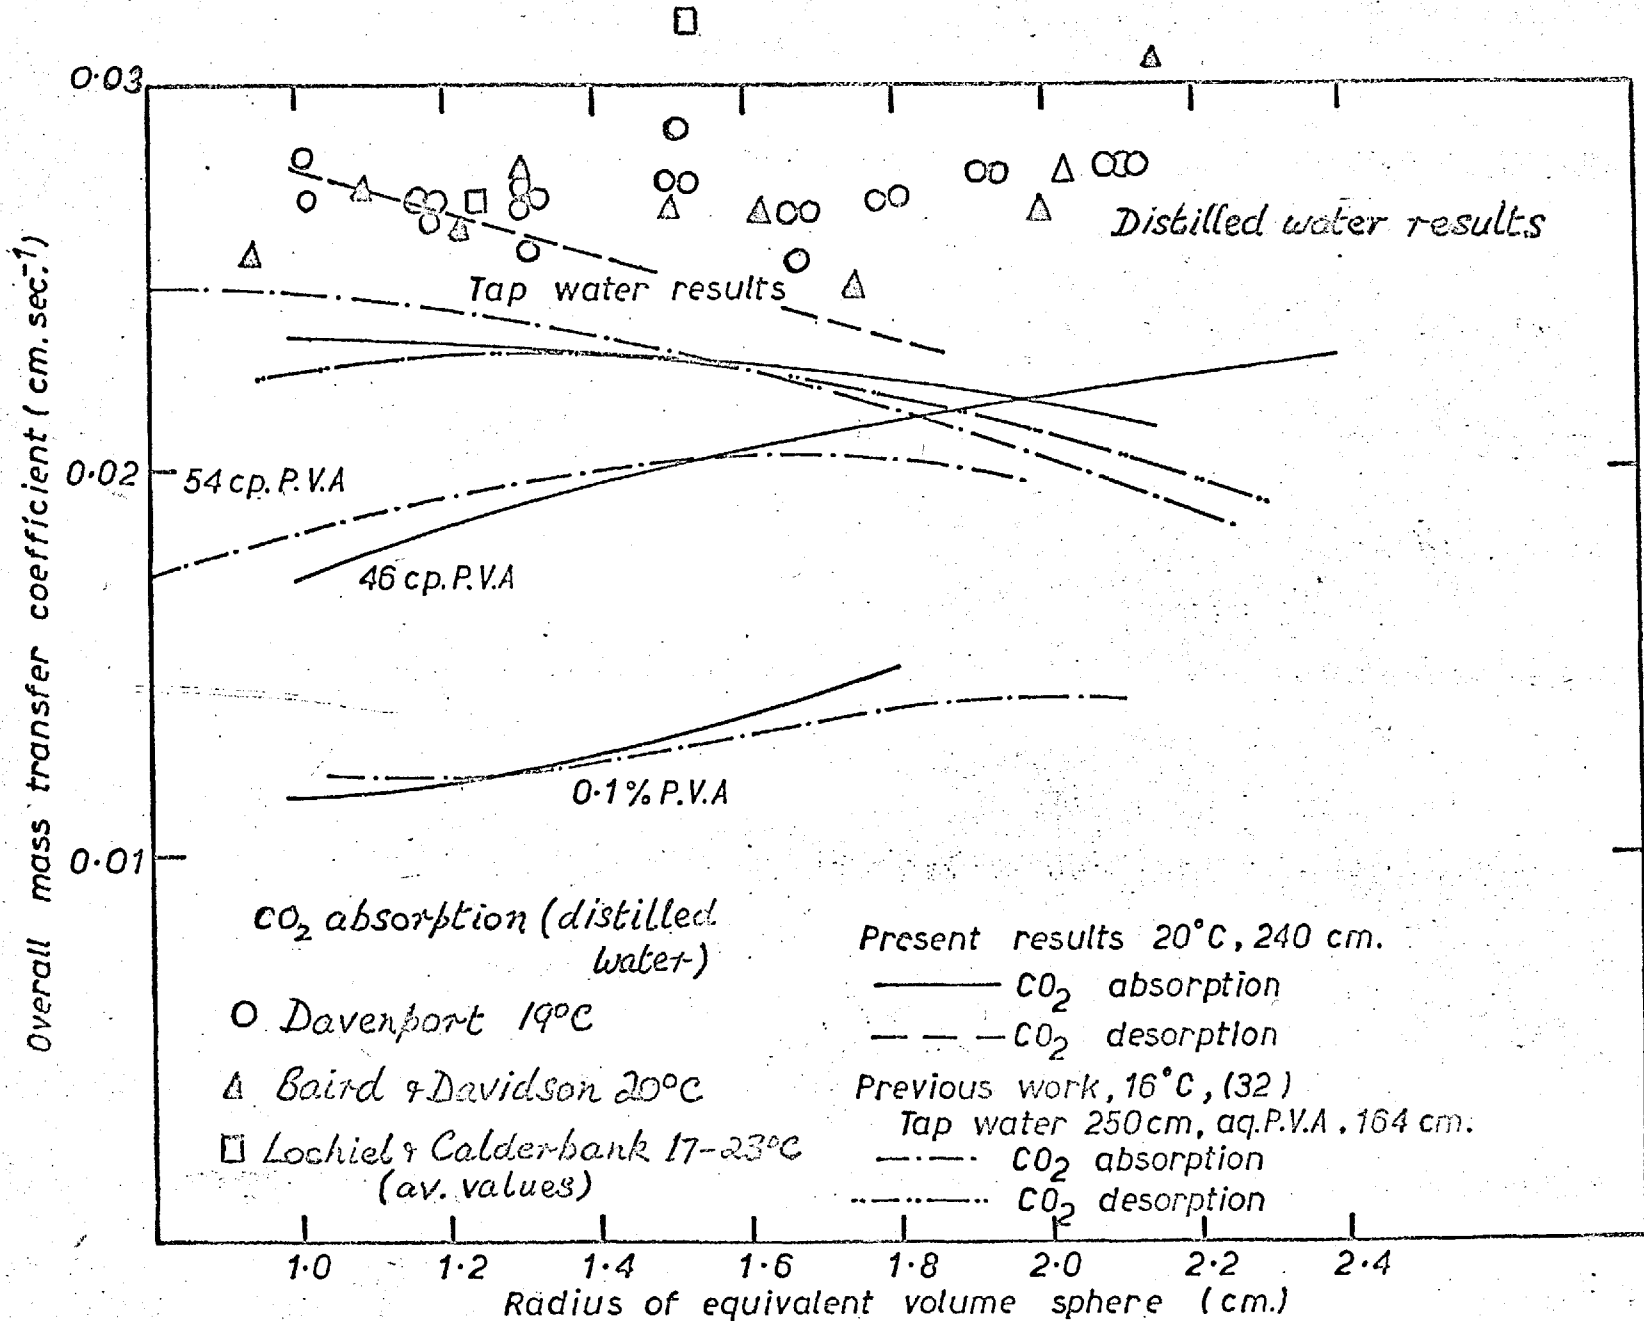 0·03
Distilled water results
Tap water results
Overall mass transfer coefficient (cm.sec.⁻¹)
0·02
54 cp. P.V.A
46 cp. P.V.A
0·1% P.V.A
0·01
CO₂ absorption (distilled
water)
O Davenport 19°C
Δ Baird & Davidson 20°C
□ Lochiel & Calderbank 17-23°C
(av. values)
Present results 20°C, 240 cm.
CO₂ absorption
CO₂ desorption
Previous work, 16°C, (32)
Tap water 250cm, aq.P.V.A. 164 cm.
CO₂ absorption
CO₂ desorption
1·0 1·2 1·4 1·6 1·8 2·0 2·2 2·4
Radius of equivalent volume sphere (cm.)